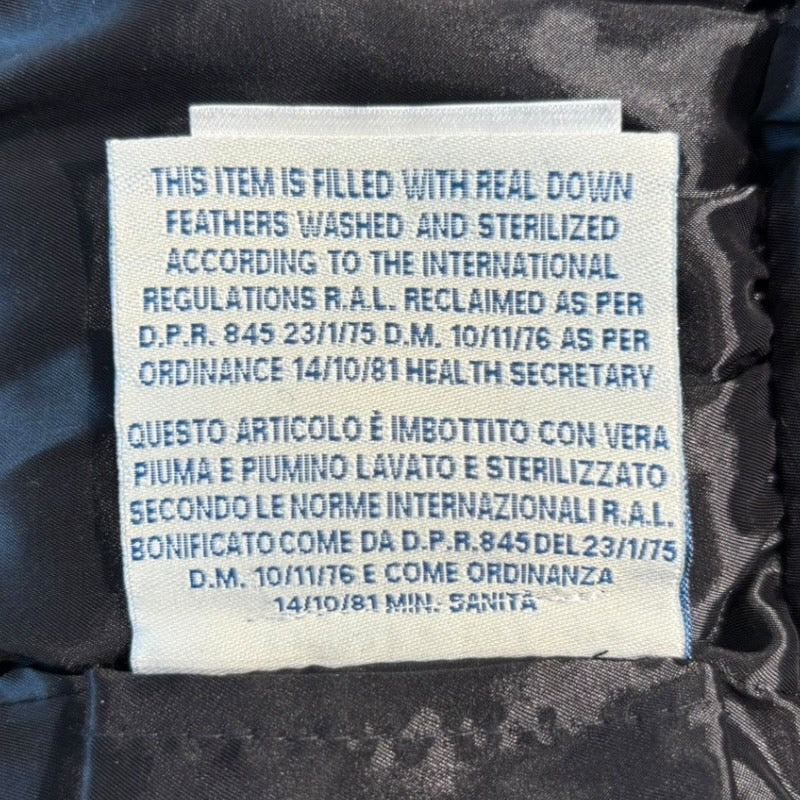 THIS ITEM IS FILLED WITH REAL DOWN
FEATHERS WASHED AND STERILIZED
ACCORDING TO THE INTERNATIONAL
REGULATIONS R.A.L. RECLAIMED AS PER
D.P.R. 845 23/1/75 D.M. 10/11/76 AS PER
ORDINANCE 14/10/81 HEALTH SECRETARY
QUESTO ARTICOLO È IMBOTTITO CON VERA
PIUMA E PIUMINO LAVATO E STERILIZZATO
SECONDO LE NORME INTERNAZIONALI R.A.L.
BONIFICATO COME DA D.P.R. 845 DEL 23/1/75
D.M. 10/11/76 E COME ORDINANZA
14/10/81 MIN. SANITÀ